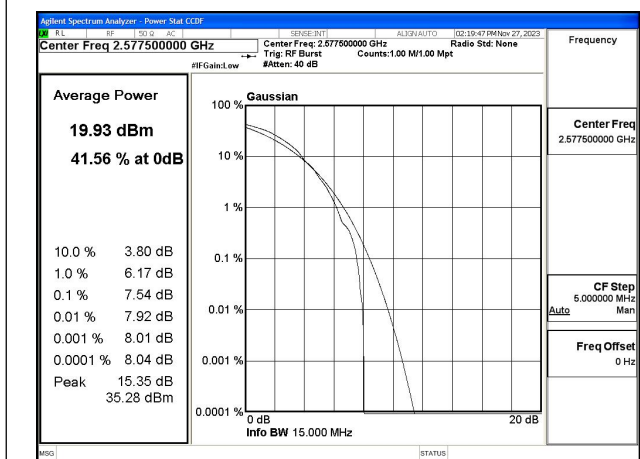 Agilent Spectrum Analyzer - Power Stat CCDF
LXI RL RF 50 Ω AC SENSE:INT ALIGN AUTO 02:19:47 PM Nov 27, 2023
Center Freq 2.577500000 GHz
Center Freq: 2.577500000 GHz Radio Std: None
Trig: RF Burst Counts:1.00 M/1.00 Mpt
#IFGain:Low #Atten: 40 dB
Frequency
Average Power
19.93 dBm
41.56 % at 0dB
10.0 % 3.80 dB
1.0 % 6.17 dB
0.1 % 7.54 dB
0.01 % 7.92 dB
0.001 % 8.01 dB
0.0001 % 8.04 dB
Peak 15.35 dB
35.28 dBm
Gaussian
100 %
10 %
1 %
0.1 %
0.01 %
0.001 %
0.0001 %
0 dB 20 dB
Info BW 15.000 MHz
Center Freq
2.577500000 GHz
CF Step
5.000000 MHz
Auto Man
Freq Offset
0 Hz
MSG STATUS